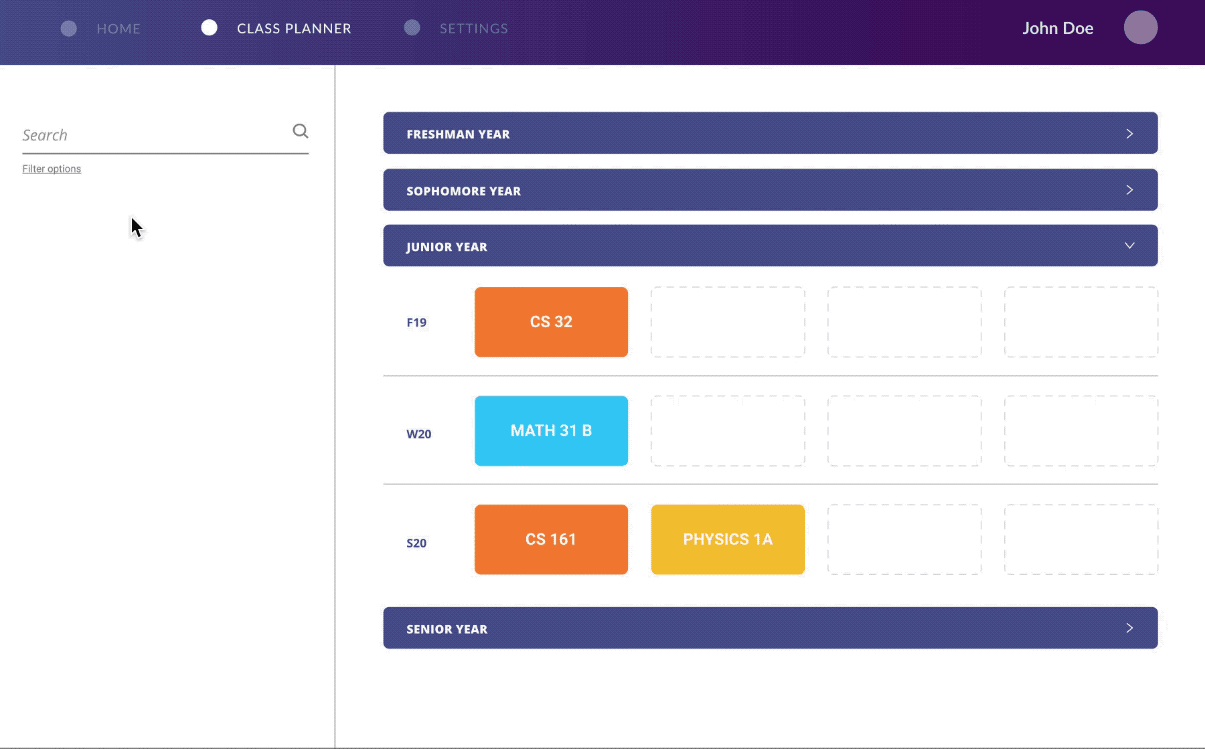 HOME
CLASS PLANNER
SETTINGS
John Doe
Search
Filter options
FRESHMAN YEAR
SOPHOMORE YEAR
JUNIOR YEAR
F19
CS 32
W20
MATH 31 B
S20
CS 161
PHYSICS 1A
SENIOR YEAR